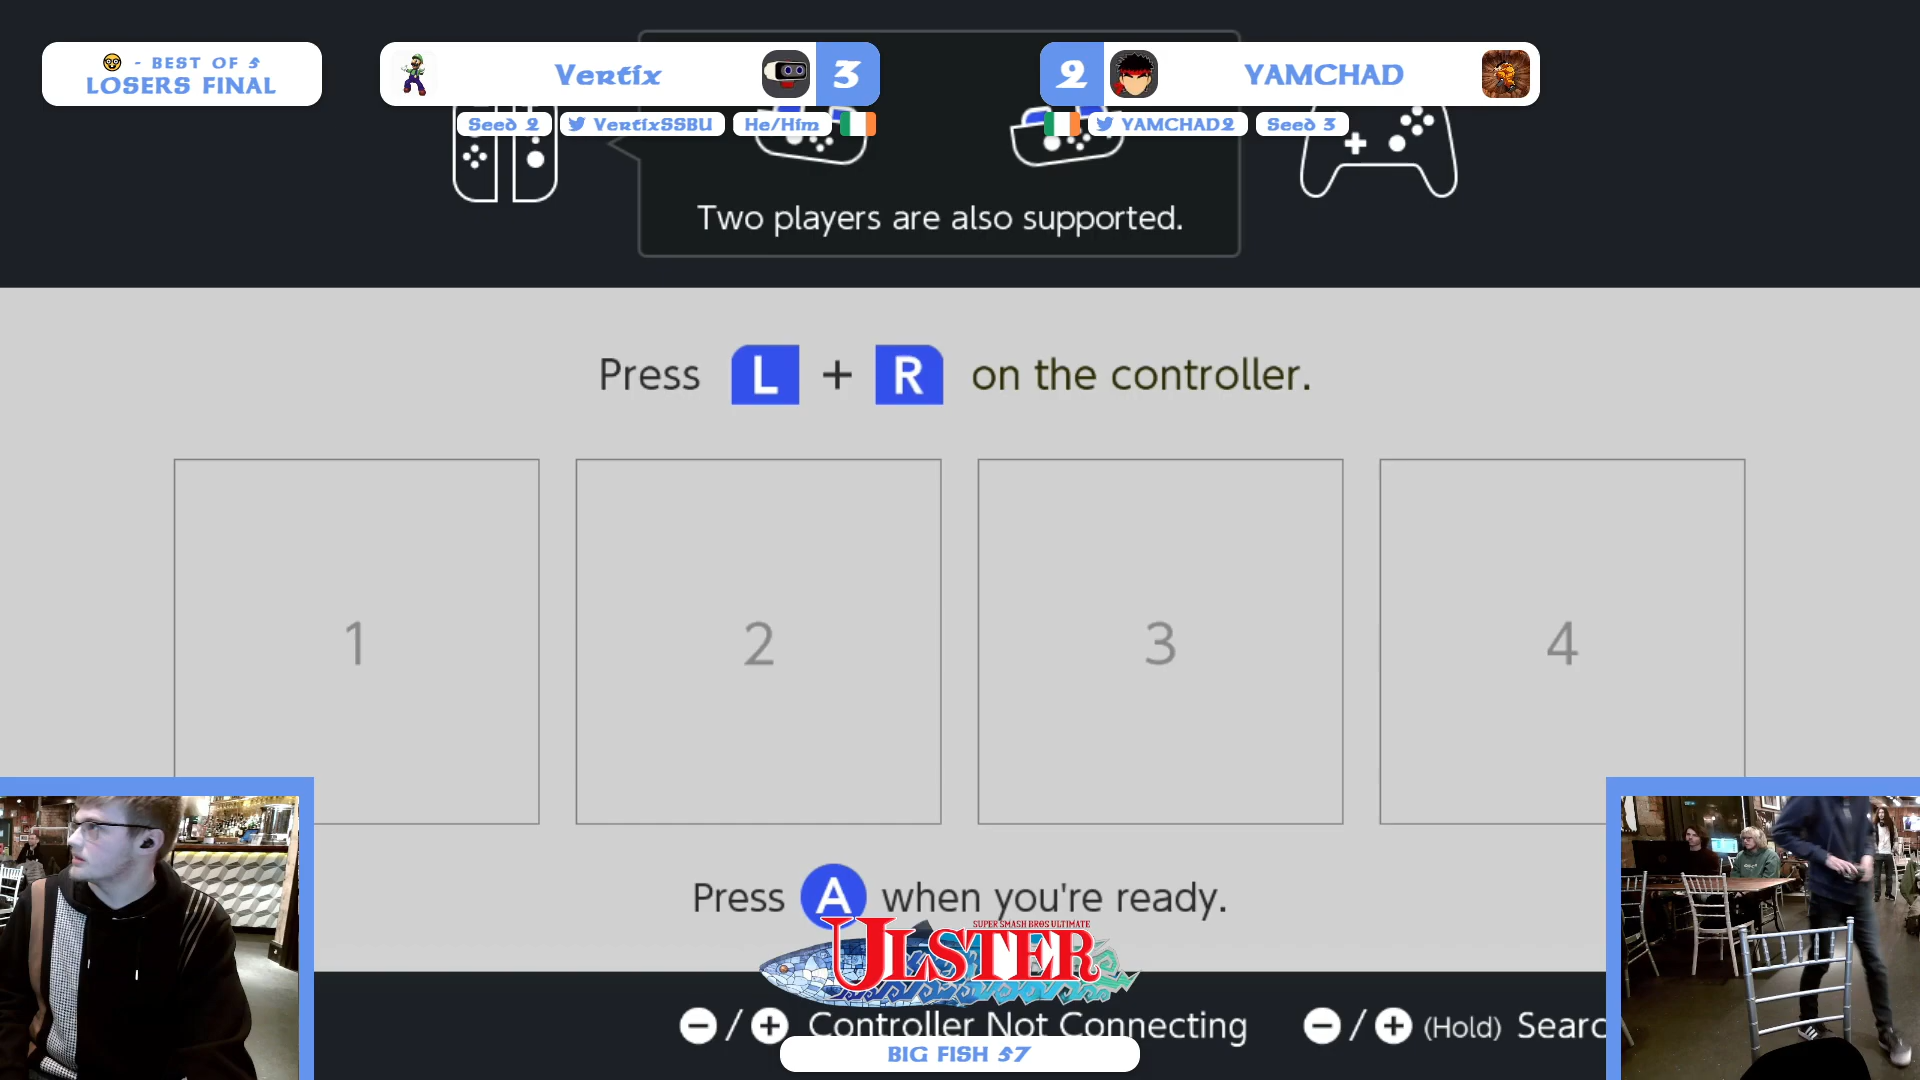 🤓 - BEST OF 5
LOSERS FINAL
Vertix
3
2
YAMCHAD
Seed 2
VertixSSBU
He/Him
YAMCHAD2
Seed 3
Two players are also supported.
Press L + R on the controller.
1
2
3
4
Press A when you're ready.
SUPER SMASH BROS ULTIMATE
ULSTER
−/+ Controller Not Connecting
−/+ (Hold) Searc
BIG FISH 57